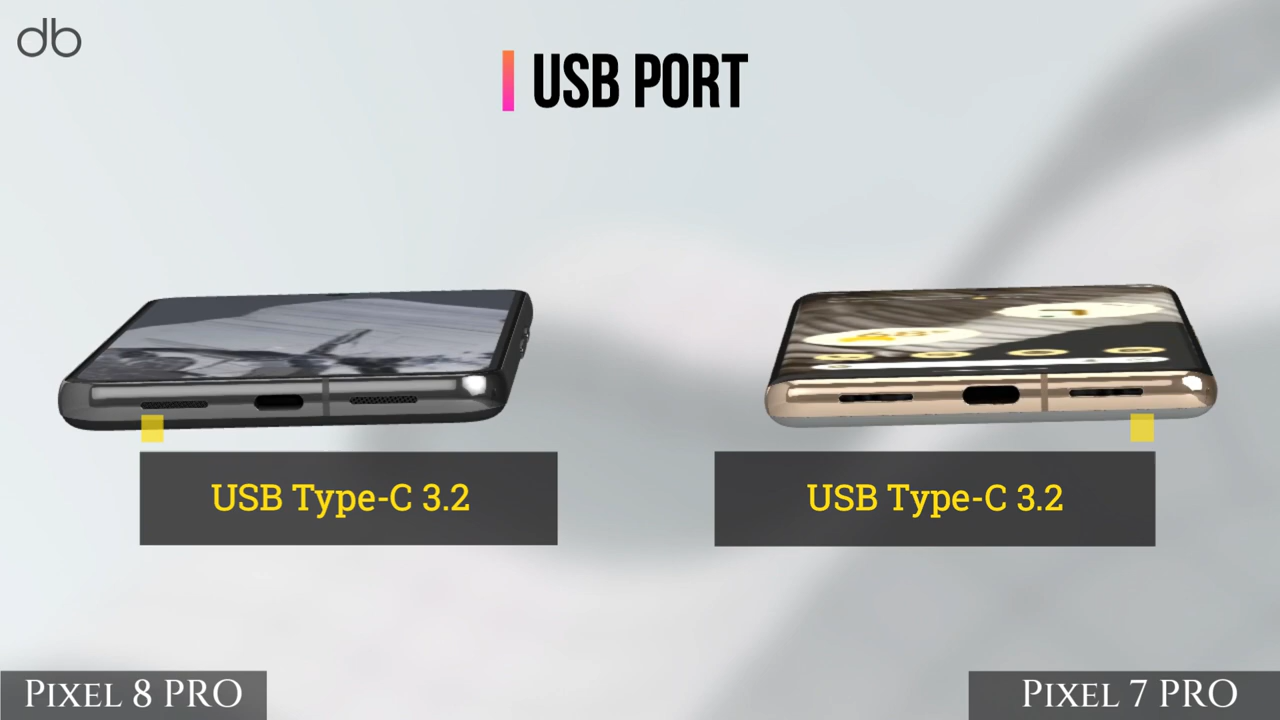 db
USB PORT
USB Type-C 3.2
USB Type-C 3.2
PIXEL 8 PRO
PIXEL 7 PRO